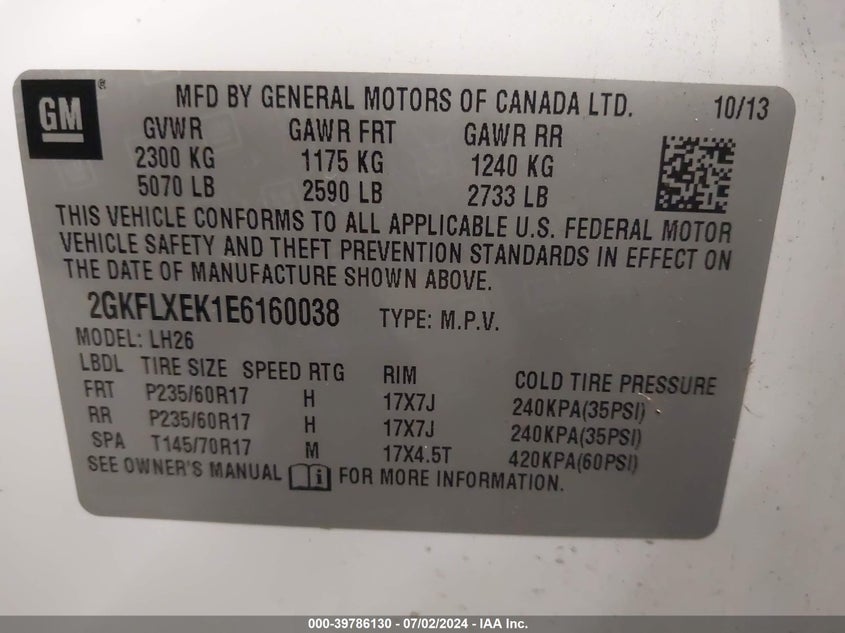 GM ®
MFD BY GENERAL MOTORS OF CANADA LTD. 10/13
GVWR GAWR FRT GAWR RR
2300 KG 1175 KG 1240 KG
5070 LB 2590 LB 2733 LB
THIS VEHICLE CONFORMS TO ALL APPLICABLE U.S. FEDERAL MOTOR
VEHICLE SAFETY AND THEFT PREVENTION STANDARDS IN EFFECT ON
THE DATE OF MANUFACTURE SHOWN ABOVE.
2GKFLXEK1E6160038 TYPE: M.P.V.
MODEL: LH26
LBDL TIRE SIZE SPEED RTG RIM COLD TIRE PRESSURE
FRT P235/60R17 H 17X7J 240KPA(35PSI)
RR P235/60R17 H 17X7J 240KPA(35PSI)
SPA T145/70R17 M 17X4.5T 420KPA(60PSI)
SEE OWNER'S MANUAL i FOR MORE INFORMATION.
000-39786130 - 07/02/2024 - IAA Inc.